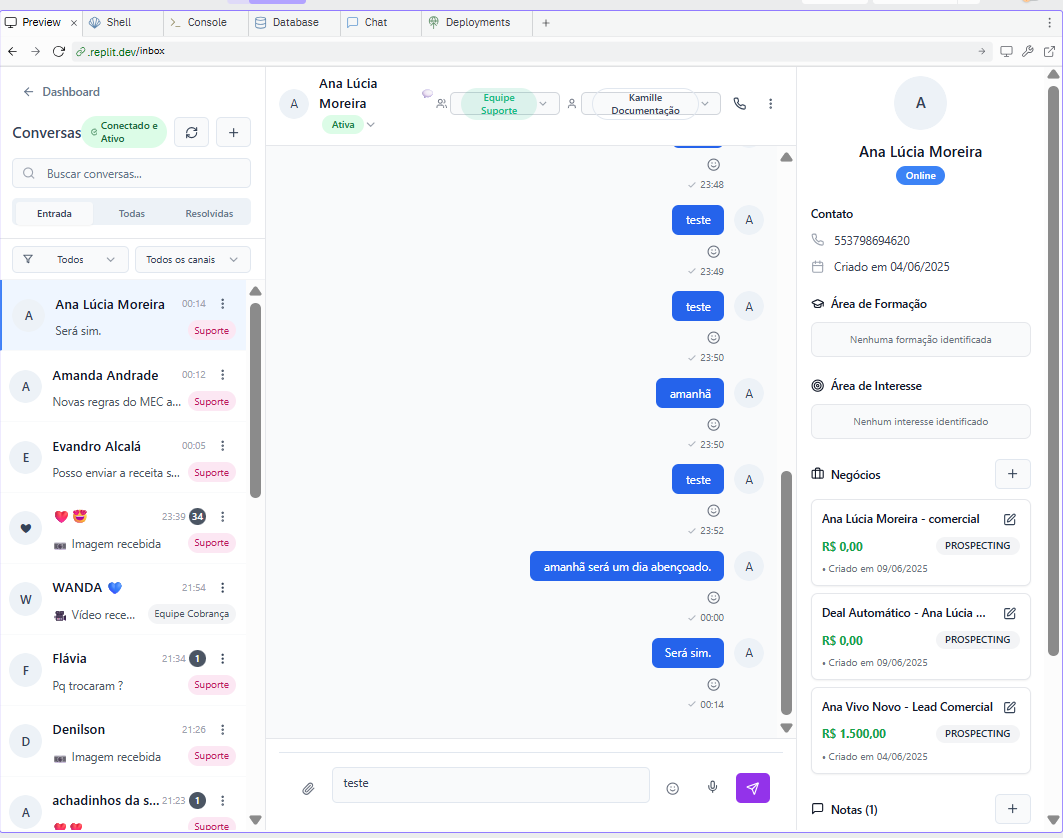 Preview
Shell
Console
Database
Chat
Deployments
.replit.dev/inbox
Dashboard
Conversas
Conectado e
Ativo
Buscar conversas...
Entrada
Todas
Resolvidas
Todos
Todos os canais
A
Ana Lúcia Moreira
00:14
Será sim.
Suporte
A
Amanda Andrade
00:12
Novas regras do MEC a...
Suporte
E
Evandro Alcalá
00:05
Posso enviar a receita s...
Suporte
23:39
34
Imagem recebida
Suporte
W
WANDA
21:54
Vídeo rece...
Equipe Cobrança
F
Flávia
21:34
1
Pq trocaram ?
Suporte
D
Denilson
21:26
Imagem recebida
Suporte
A
achadinhos da s...
21:23
1
Suporte
A
Ana Lúcia
Moreira
Ativa
Equipe
Suporte
Kamille
Documentação
23:48
teste
A
23:49
teste
A
23:50
amanhã
A
23:50
teste
A
23:52
amanhã será um dia abençoado.
A
00:00
Será sim.
A
00:14
teste
A
Ana Lúcia Moreira
Online
Contato
553798694620
Criado em 04/06/2025
Área de Formação
Nenhuma formação identificada
Área de Interesse
Nenhum interesse identificado
Negócios
Ana Lúcia Moreira - comercial
R$ 0,00
PROSPECTING
• Criado em 09/06/2025
Deal Automático - Ana Lúcia ...
R$ 0,00
PROSPECTING
• Criado em 09/06/2025
Ana Vivo Novo - Lead Comercial
R$ 1.500,00
PROSPECTING
• Criado em 04/06/2025
Notas (1)